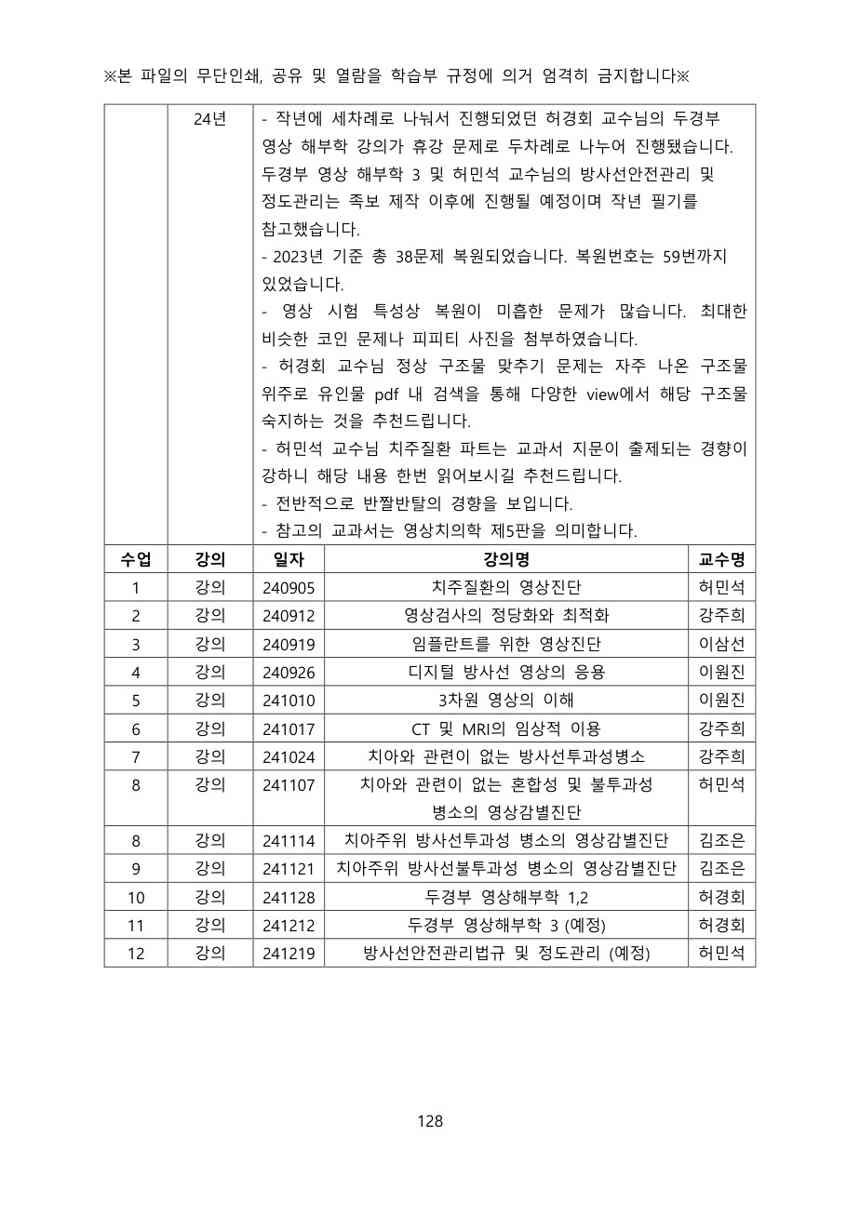 ※본 파일의 무단인쇄, 공유 및 열람을 학습부 규정에 의거 엄격히 금지합니다※
24년 - 작년에 세차례로 나눠서 진행되었던 허경회 교수님의 두경부
영상 해부학 강의가 휴강 문제로 두차례로 나누어 진행됐습니다.
두경부 영상 해부학 3 및 허민석 교수님의 방사선안전관리 및
정도관리는 족보 제작 이후에 진행될 예정이며 작년 필기를
참고했습니다.
- 2023년 기준 총 38문제 복원되었습니다. 복원번호는 59번까지
있었습니다.
- 영상 시험 특성상 복원이 미흡한 문제가 많습니다. 최대한
비슷한 코인 문제나 피피티 사진을 첨부하였습니다.
- 허경회 교수님 정상 구조물 맞추기 문제는 자주 나온 구조물
위주로 유인물 pdf 내 검색을 통해 다양한 view에서 해당 구조물
숙지하는 것을 추천드립니다.
- 허민석 교수님 치주질환 파트는 교과서 지문이 출제되는 경향이
강하니 해당 내용 한번 읽어보시길 추천드립니다.
- 전반적으로 반짤반탈의 경향을 보입니다.
- 참고의 교과서는 영상치의학 제5판을 의미합니다.
수업 강의 일자 강의명 교수명
1 강의 240905 치주질환의 영상진단 허민석
2 강의 240912 영상검사의 정당화와 최적화 강주희
3 강의 240919 임플란트를 위한 영상진단 이삼선
4 강의 240926 디지털 방사선 영상의 응용 이원진
5 강의 241010 3차원 영상의 이해 이원진
6 강의 241017 CT 및 MRI의 임상적 이용 강주희
7 강의 241024 치아와 관련이 없는 방사선투과성병소 강주희
8 강의 241107 치아와 관련이 없는 혼합성 및 불투과성 허민석
병소의 영상감별진단
8 강의 241114 치아주위 방사선투과성 병소의 영상감별진단 김조은
9 강의 241121 치아주위 방사선불투과성 병소의 영상감별진단 김조은
10 강의 241128 두경부 영상해부학 1,2 허경회
11 강의 241212 두경부 영상해부학 3 (예정) 허경회
12 강의 241219 방사선안전관리법규 및 정도관리 (예정) 허민석
128